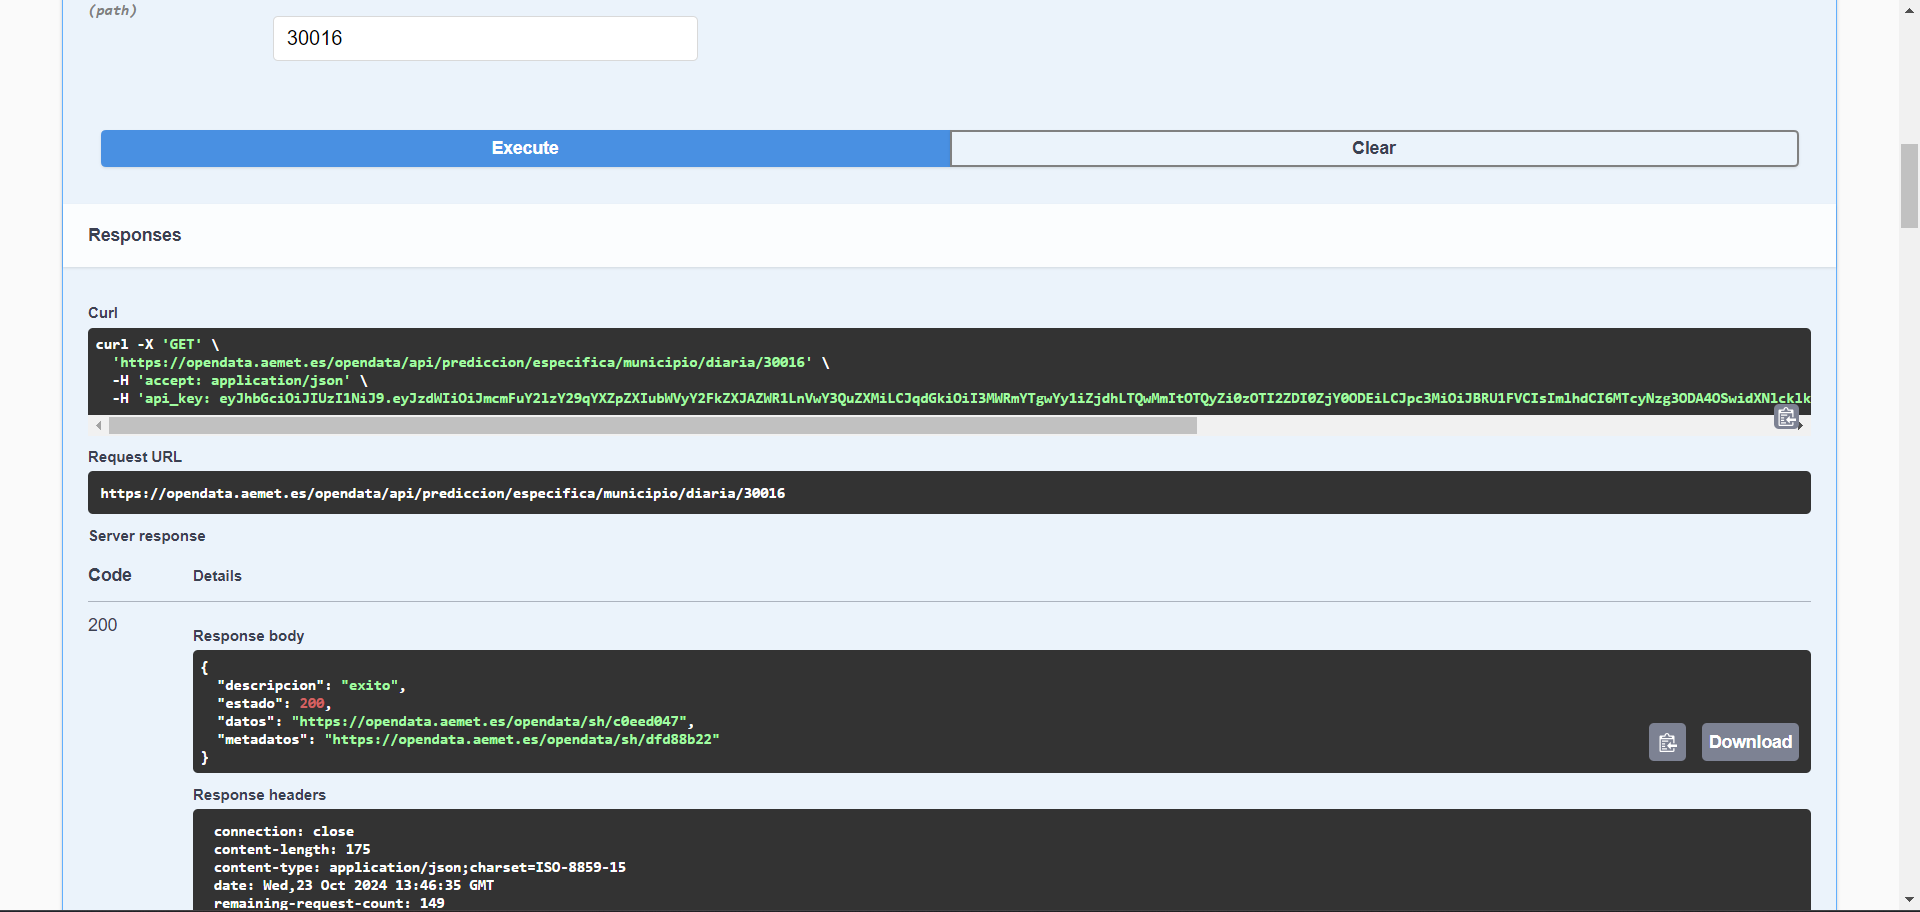 (path)
30016
Execute
Clear
Responses
Curl
curl -X 'GET' \
  'https://opendata.aemet.es/opendata/api/prediccion/especifica/municipio/diaria/30016' \
  -H 'accept: application/json' \
  -H 'api_key: eyJhbGciOiJIUzI1NiJ9.eyJzdWIiOiJmcmFuY2lzY29qYXZpZXIubWVyY2FkZXJAZWR1LnVwY3QuZXMiLCJqdGkiOiI3MWRmYTgwYy1iZjdhLTQwMmItOTQyZi0zOTI2ZDI0ZjY0ODEiLCJpc3MiOiJBRU1FVCIsImlhdCI6MTcyNzg3ODA4OSwidXNlcklk
Request URL
https://opendata.aemet.es/opendata/api/prediccion/especifica/municipio/diaria/30016
Server response
Code
Details
200
Response body
{
  "descripcion": "exito",
  "estado": 200,
  "datos": "https://opendata.aemet.es/opendata/sh/c0eed047",
  "metadatos": "https://opendata.aemet.es/opendata/sh/dfd88b22"
}
Download
Response headers
connection: close
content-length: 175
content-type: application/json;charset=ISO-8859-15
date: Wed,23 Oct 2024 13:46:35 GMT
remaining-request-count: 149